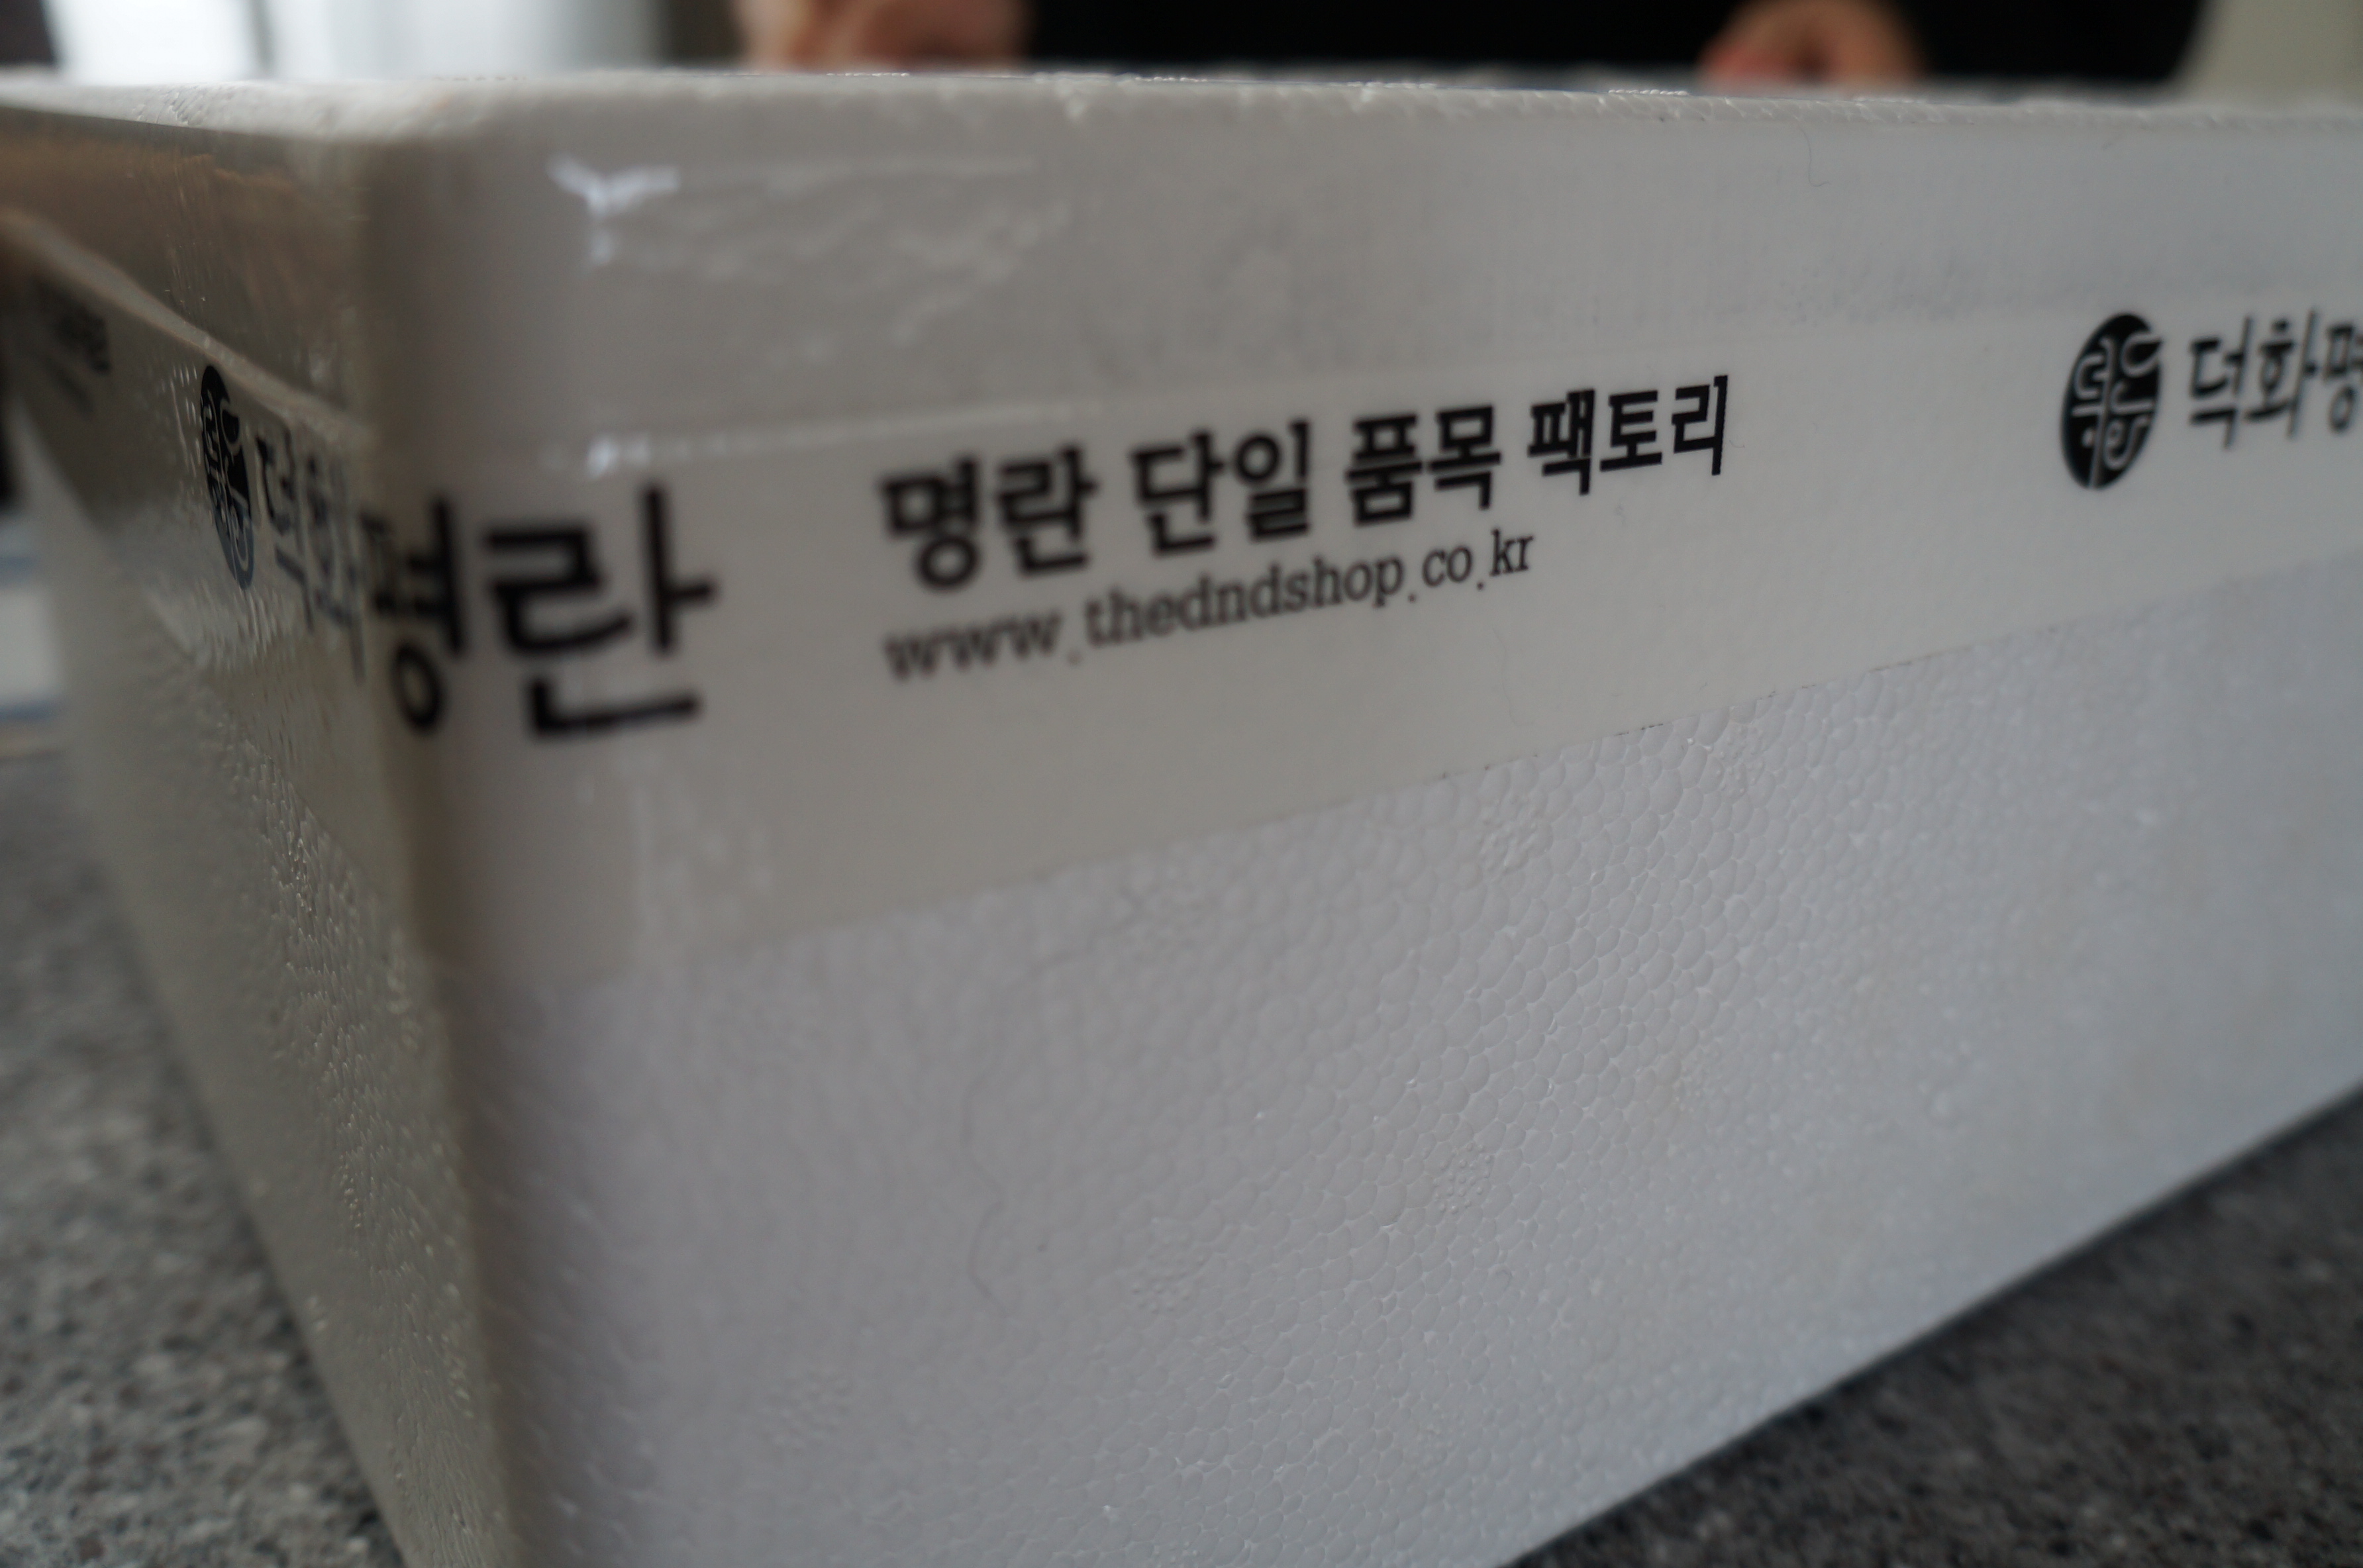 덕화명란
명란 단일 품목 팩토리
www.thedndshop.co.kr
덕화명